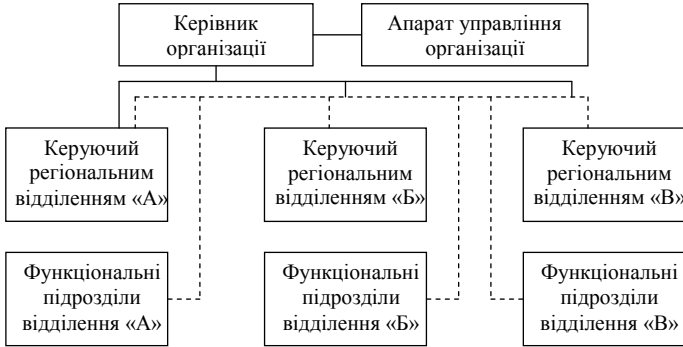 Керівник
організації
Апарат управління
організації
Керуючий
регіональним
відділенням «А»
Керуючий
регіональним
відділенням «Б»
Керуючий
регіональним
відділенням «В»
Функціональні
підрозділи
відділення «А»
Функціональні
підрозділи
відділення «Б»
Функціональні
підрозділи
відділення «В»